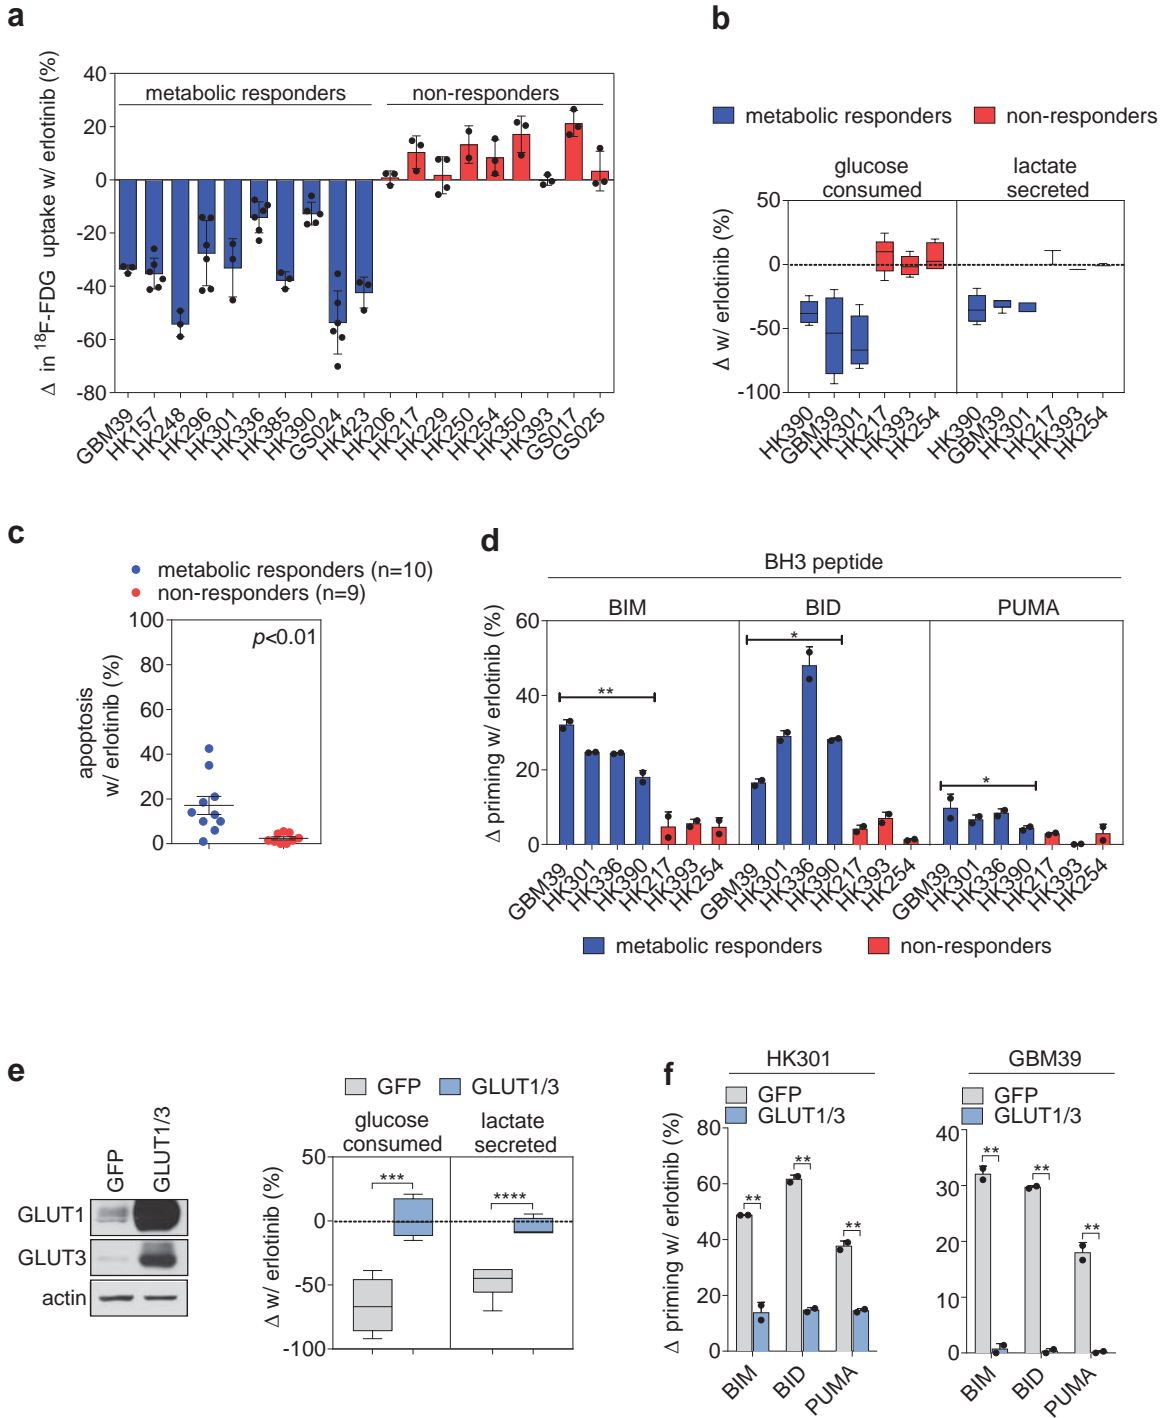 a
Δ in 18F-FDG uptake w/ erlotinib (%)
40
20
0
-20
-40
-60
-80
metabolic responders
non-responders
GBM39
HK157
HK248
HK296
HK301
HK336
HK385
HK390
GS024
HK423
HK206
HK217
HK229
HK250
HK254
HK350
HK393
GS017
GS025
b
metabolic responders
non-responders
glucose consumed
lactate secreted
Δ w/ erlotinib (%)
50
0
-50
-100
HK390
GBM39
HK301
HK217
HK393
HK254
HK390
GBM39
HK301
HK217
HK393
HK254
c
metabolic responders (n=10)
non-responders (n=9)
apoptosis
w/ erlotinib (%)
100
80
60
40
20
0
p<0.01
d
BH3 peptide
BIM
BID
PUMA
Δ priming w/ erlotinib (%)
60
40
20
0
**
*
*
GBM39
HK301
HK336
HK390
HK217
HK393
HK254
GBM39
HK301
HK336
HK390
HK217
HK393
HK254
GBM39
HK301
HK336
HK390
HK217
HK393
HK254
metabolic responders
non-responders
e
GFP
GLUT1/3
GLUT1
GLUT3
actin
GFP
GLUT1/3
glucose consumed
lactate secreted
Δ w/ erlotinib (%)
50
0
-50
-100
***
****
f
HK301
GFP
GLUT1/3
Δ priming w/ erlotinib (%)
80
60
40
20
0
**
**
**
BIM
BID
PUMA
GBM39
GFP
GLUT1/3
40
30
20
10
0
**
**
**
BIM
BID
PUMA